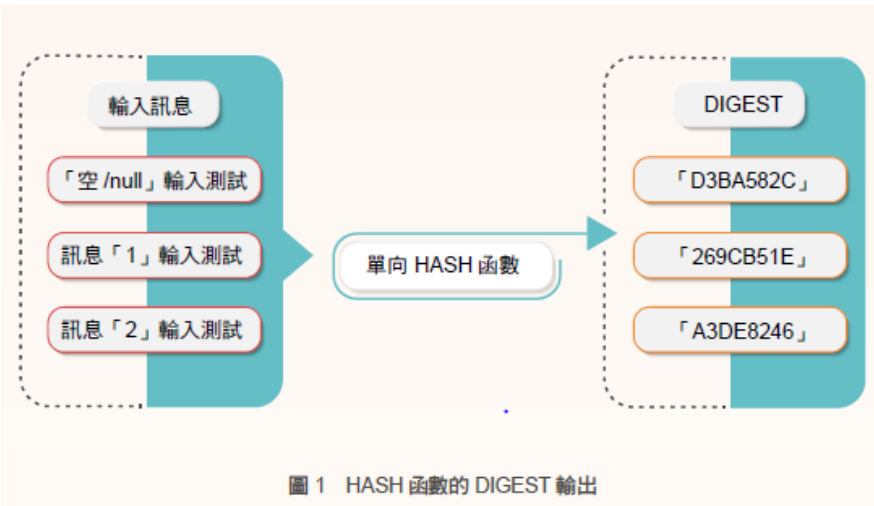 輸入訊息
「空 /null」輸入測試
訊息「1」輸入測試
訊息「2」輸入測試
單向 HASH 函數
DIGEST
「D3BA582C」
「269CB51E」
「A3DE8246」
圖 1 HASH 函數的 DIGEST 輸出